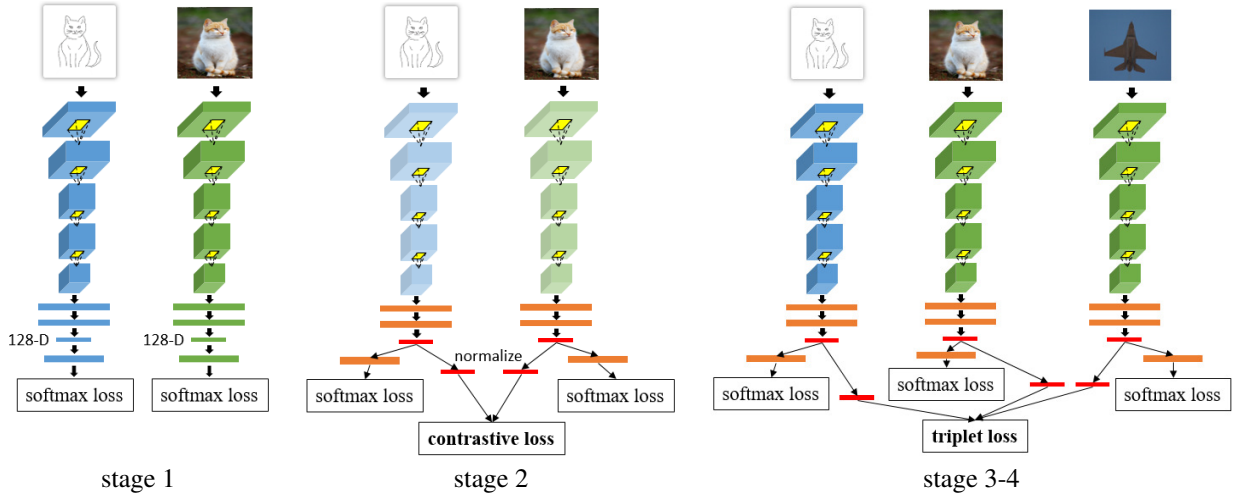 128-D
128-D
softmax loss
softmax loss
stage 1
normalize
softmax loss
softmax loss
contrastive loss
stage 2
softmax loss
softmax loss
softmax loss
triplet loss
stage 3-4